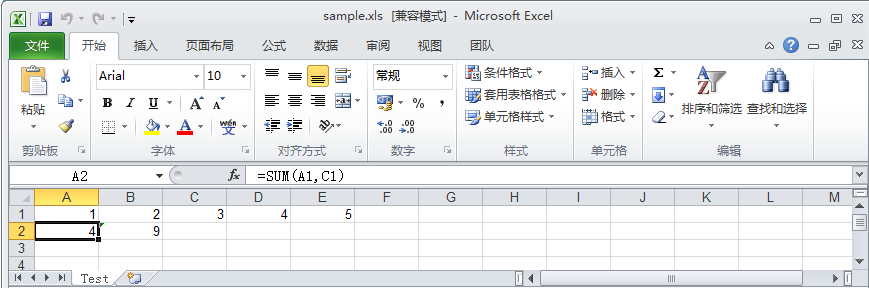 sample.xls [兼容模式] - Microsoft Excel
文件 开始 插入 页面布局 公式 数据 审阅 视图 团队
粘贴
剪贴板
Arial 10
B I U A A
A wén 文
字体
对齐方式
常规
% ,
.0 .00 .00 .0
数字
条件格式
套用表格格式
单元格样式
样式
插入
删除
格式
单元格
Σ
排序和筛选 查找和选择
编辑
A2 fx =SUM(A1,C1)
A B C D E F G H I J K L M
1 1 2 3 4 5
2 4 9
3
4
Test